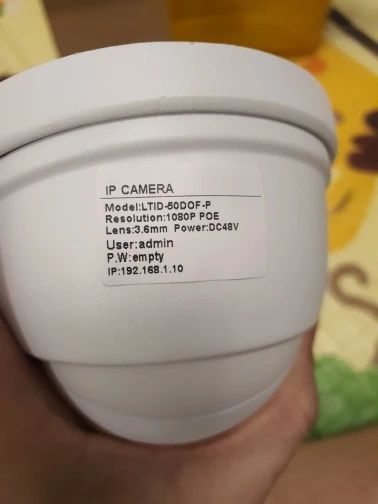 IP CAMERA
Model:LTID-50DOF-P
Resolution:1080P POE
Lens:3.6mm Power:DC48V
User:admin
P.W:empty
IP:192.168.1.10